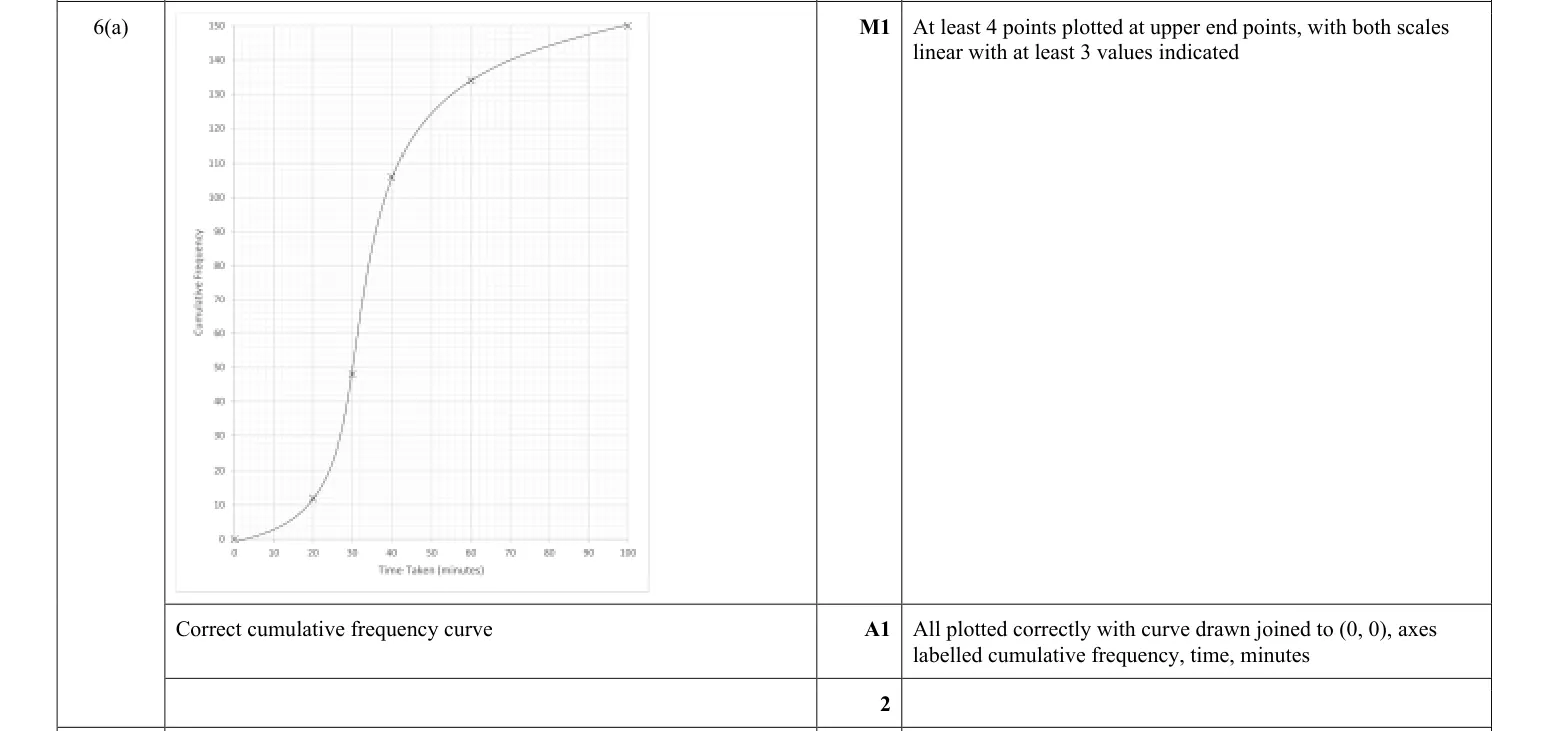 6(a)
M1
At least 4 points plotted at upper end points, with both scales
linear with at least 3 values indicated
150
140
130
120
110
100
90
80
70
60
50
40
30
20
10
0
Cumulative Frequency
0 10 20 30 40 50 60 70 80 90 100
Time Taken (minutes)
Correct cumulative frequency curve
A1
All plotted correctly with curve drawn joined to (0, 0), axes
labelled cumulative frequency, time, minutes
2